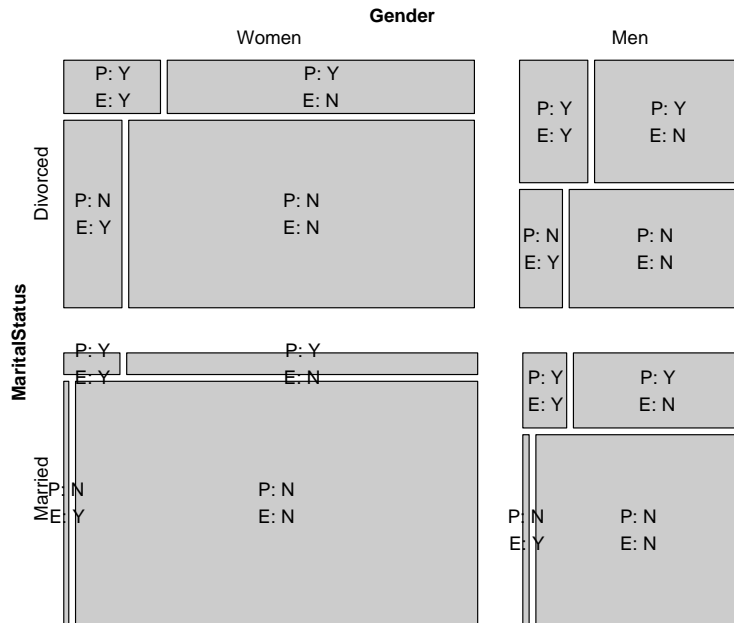 Gender
Women
Men
MaritalStatus
Divorced
Married
P: Y
E: Y
P: Y
E: N
P: Y
E: Y
P: Y
E: N
P: N
E: Y
P: N
E: N
P: N
E: Y
P: N
E: N
P: Y
E: Y
P: Y
E: N
P: Y
E: Y
P: Y
E: N
P: N
E: Y
P: N
E: N
P: N
E: Y
P: N
E: N